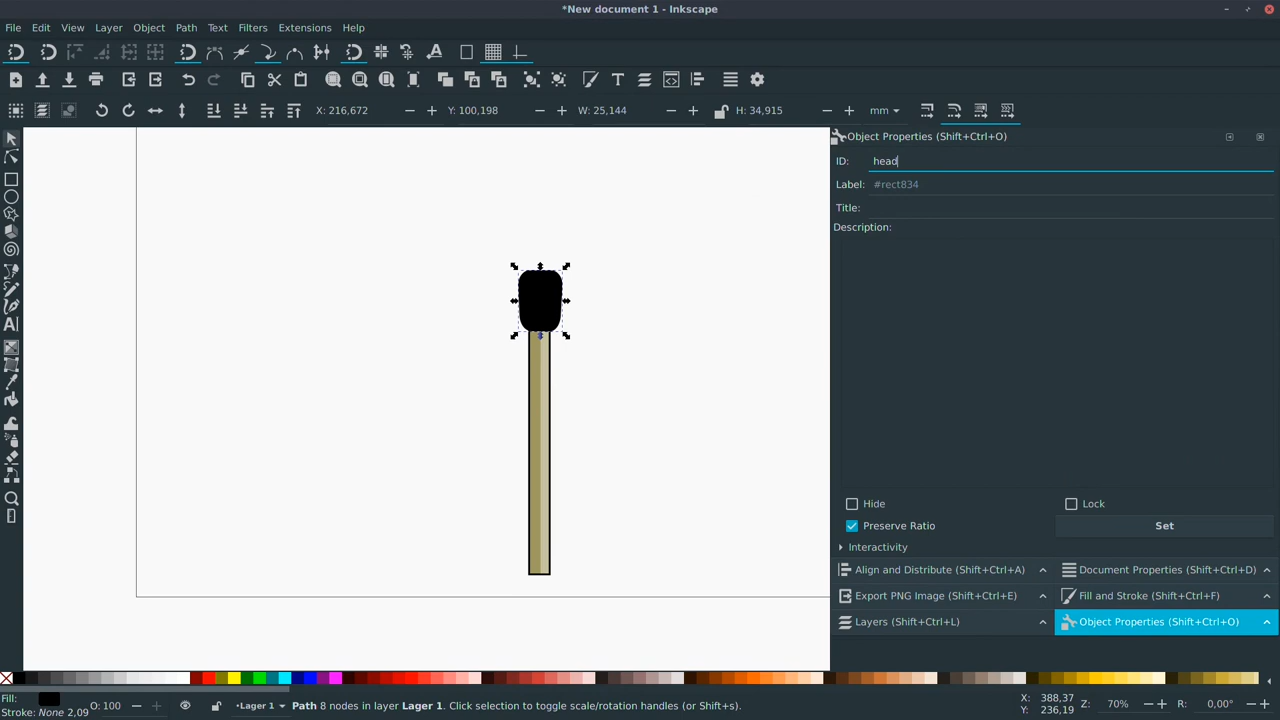 *New document 1 - Inkscape
File Edit View Layer Object Path Text Filters Extensions Help
X: 216,672 Y: 100,198 W: 25,144 H: 34,915 mm
Object Properties (Shift+Ctrl+O)
ID: head
Label: #rect834
Title:
Description:
Hide Lock
Preserve Ratio Set
Interactivity
Align and Distribute (Shift+Ctrl+A) Document Properties (Shift+Ctrl+D)
Export PNG Image (Shift+Ctrl+E) Fill and Stroke (Shift+Ctrl+F)
Layers (Shift+Ctrl+L) Object Properties (Shift+Ctrl+O)
Fill: O: 100 Lager 1 Path 8 nodes in layer Lager 1. Click selection to toggle scale/rotation handles (or Shift+s). X: 388,37 Z: 70% R: 0,00°
Stroke: None 2,09 Y: 236,19